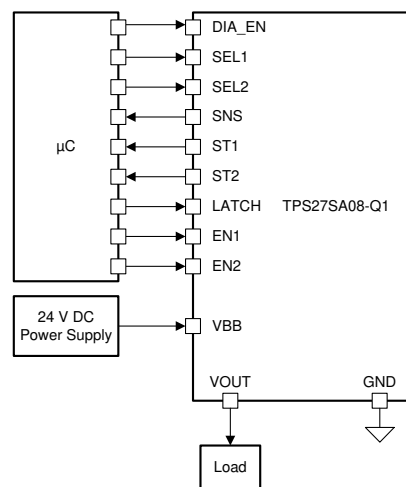 DIA_EN
SEL1
SEL2
SNS
µC
ST1
ST2
LATCH TPS27SA08-Q1
EN1
EN2
24 V DC
Power Supply
VBB
VOUT
GND
Load